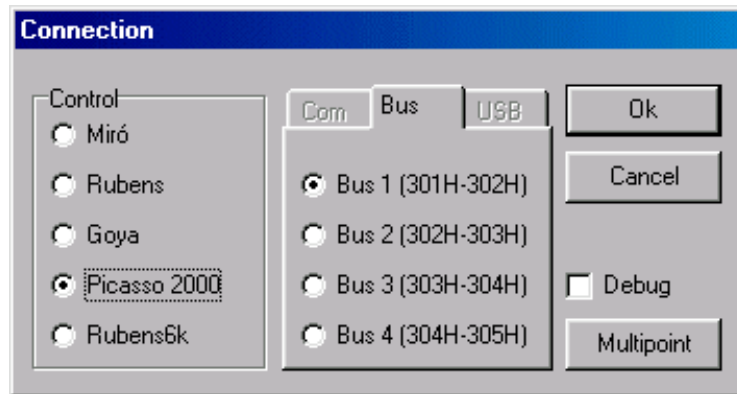 Connection
Control
Miró
Rubens
Goya
Picasso 2000
Rubens6k
Com Bus USB
Bus 1 (301H-302H)
Bus 2 (302H-303H)
Bus 3 (303H-304H)
Bus 4 (304H-305H)
Ok
Cancel
Debug
Multipoint